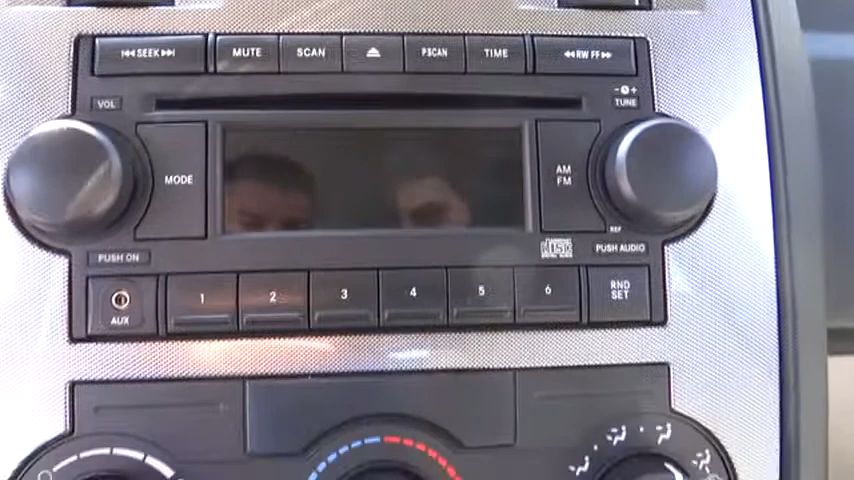 SEEK
MUTE
SCAN
PSCAN
TIME
RW FF
VOL
TUNE
MODE
AM
FM
REF
PUSH ON
PUSH AUDIO
AUX
1
2
3
4
5
6
RND
SET